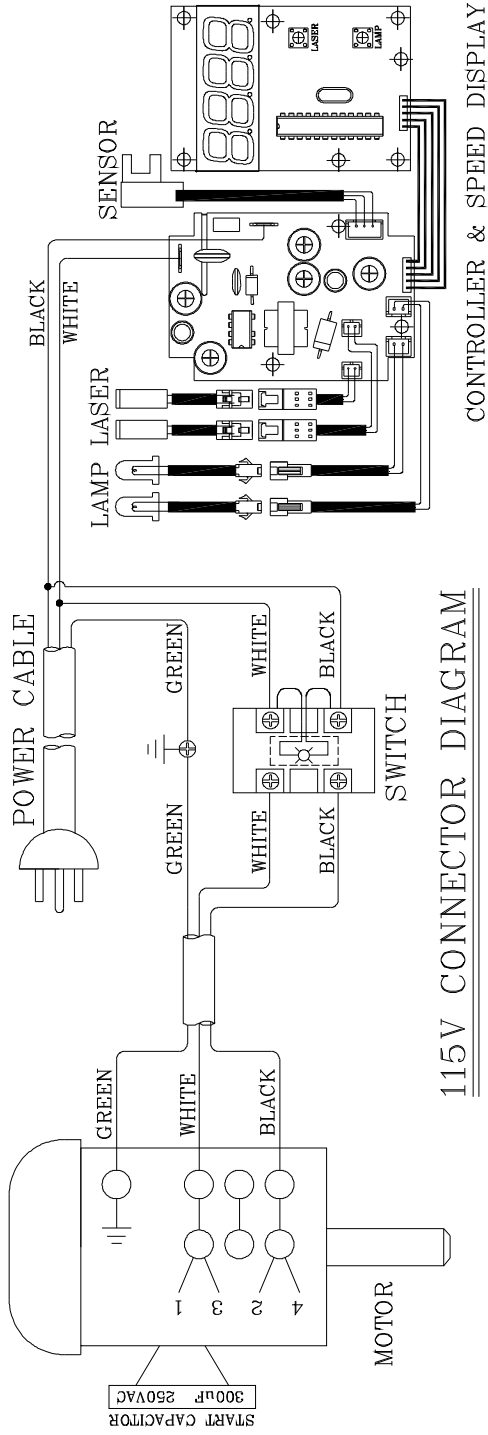 115V CONNECTOR DIAGRAM
START CAPACITOR
300uF 250VAC
MOTOR
1
3
2
4
GREEN
WHITE
BLACK
GREEN
WHITE
BLACK
SWITCH
GREEN
WHITE
BLACK
POWER CABLE
BLACK
WHITE
LAMP
LASER
SENSOR
LASER
LAMP
CONTROLLER & SPEED DISPLAY